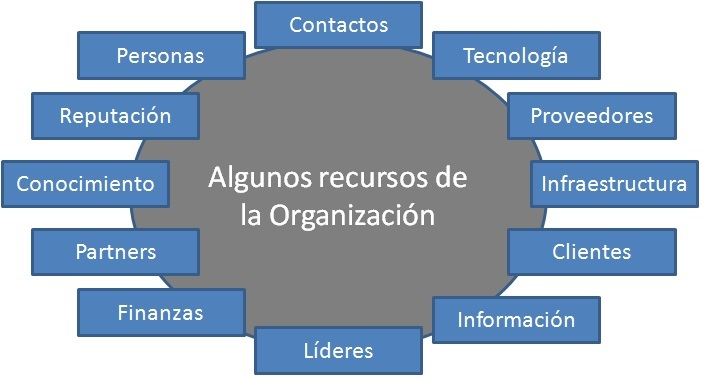 Contactos
Personas
Tecnología
Reputación
Proveedores
Conocimiento
Algunos recursos de
la Organización
Infraestructura
Partners
Clientes
Finanzas
Información
Líderes